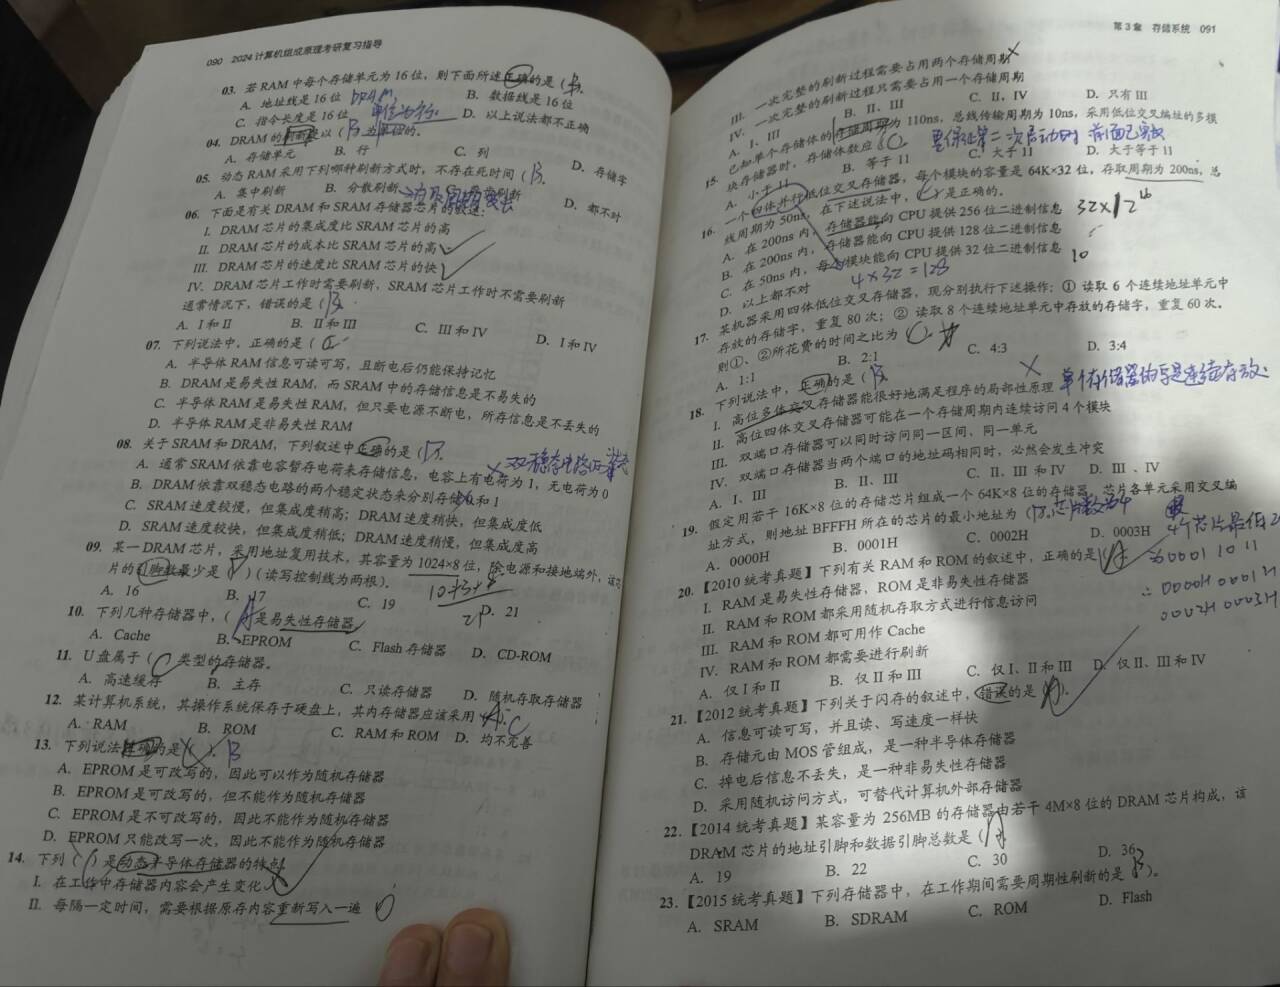 090 2024计算机组成原理考研复习指导
03. 若RAM中每个存储单元为16位，则下面所述正确的是（B）。
A. 地址线是16位 B. 数据线是16位
C. 指令长度是16位 D. 以上说法都不正确
DRAM
04. DRAM的刷新是以（B）为单位的。
A. 存储单元 B. 行 C. 列 D. 存储字
05. 动态RAM采用下列哪种刷新方式时，不存在死时间（B）。
A. 集中刷新 B. 分散刷新 C. 异步刷新 D. 都不对
06. 下面是有关DRAM和SRAM存储器芯片的叙述：
I. DRAM芯片的集成度比SRAM芯片的高
II. DRAM芯片的成本比SRAM芯片的高
III. DRAM芯片的速度比SRAM芯片的快
IV. DRAM芯片工作时需要刷新，SRAM芯片工作时不需要刷新
通常情况下，错误的是（B）。
A. I和II B. II和III C. III和IV D. I和IV
07. 下列说法中，正确的是（C）。
A. 半导体RAM信息可读可写，且断电后仍能保持记忆
B. DRAM是易失性RAM，而SRAM中的存储信息是不易失的
C. 半导体RAM是易失性RAM，但只要电源不断电，所存信息是不丢失的
D. 半导体RAM是非易失性RAM
08. 关于SRAM和DRAM，下列叙述中正确的是（D）。
A. 通常SRAM依靠电容暂存电荷来存储信息，电容上有电荷为1，无电荷为0
B. DRAM依靠双稳态电路的两个稳定状态来分别存储0和1
C. SRAM速度较慢，但集成度稍高；DRAM速度稍快，但集成度低
D. SRAM速度较快，但集成度稍低；DRAM速度稍慢，但集成度高
09. 某一DRAM芯片，采用地址复用技术，其容量为1024×8位，除电源和接地端外，该芯
片的引脚数最少是（ ）（读写控制线为两根）。
A. 16 B. 17 C. 19 D. 21
10. 下列几种存储器中，（A）是易失性存储器。
A. Cache B. EPROM C. Flash存储器 D. CD-ROM
11. U盘属于（C）类型的存储器。
A. 高速缓存 B. 主存 C. 只读存储器 D. 随机存取存储器
12. 某计算机系统，其操作系统保存于硬盘上，其内存储器应该采用（A）。C
A. RAM B. ROM C. RAM和ROM D. 均不完善
13. 下列说法正确的是（ ）。B
A. EPROM是可改写的，因此可以作为随机存储器
B. EPROM是可改写的，但不能作为随机存储器
C. EPROM是不可改写的，因此不能作为随机存储器
D. EPROM只能改写一次，因此不能作为随机存储器
14. 下列（ ）是动态半导体存储器的特点。
I. 在工作中存储器内容会产生变化
II. 每隔一定时间，需要根据原存内容重新写入一遍
第3章 存储系统 091
III. 一次完整的刷新过程需要占用两个存储周期
IV. 一次完整的刷新过程只需要占用一个存储周期
A. I、III B. II、III C. II、IV D. 只有III
15. 已知单个存储体的存储周期为110ns，总线传输周期为10ns，采用低位交叉编址的多模
块存储器时，存储体数应（ ）。
A. 小于11 B. 等于11 C. 大于11 D. 大于等于11
16. 一个四体并行低位交叉存储器，每个模块的容量是64K×32位，存取周期为200ns，总
线周期为50ns，在下述说法中，（ ）是正确的。
A. 在200ns内，存储器能向CPU提供256位二进制信息
B. 在200ns内，存储器能向CPU提供128位二进制信息
C. 在50ns内，每个模块能向CPU提供32位二进制信息
D. 以上都不对 4×32=128
17. 某机器采用四体低位交叉存储器，现分别执行下述操作：① 读取6个连续地址单元中
存放的存储字，重复80次；② 读取8个连续地址单元中存放的存储字，重复60次。
则①、②所花费的时间之比为（C）。
A. 1:1 B. 2:1 C. 4:3 D. 3:4
18. 下列说法中，正确的是（B）。
I. 高位多体交叉存储器能很好地满足程序的局部性原理
II. 高位四体交叉存储器可能在一个存储周期内连续访问4个模块
III. 双端口存储器可以同时访问同一区间、同一单元
IV. 双端口存储器当两个端口的地址码相同时，必然会发生冲突
A. I、III B. II、III C. II、III和IV D. III、IV
19. 假定用若干16K×8位的存储芯片组成一个64K×8位的存储器，芯片各单元采用交叉编
址方式，则地址BFFFH所在的芯片的最小地址为（ ）。
A. 0000H B. 0001H C. 0002H D. 0003H
0000H 0001H
0002H 0003H
20. 【2010统考真题】下列有关RAM和ROM的叙述中，正确的是（A）。
I. RAM是易失性存储器，ROM是非易失性存储器
II. RAM和ROM都采用随机存取方式进行信息访问
III. RAM和ROM都可用作Cache
IV. RAM和ROM都需要进行刷新
A. 仅I和II B. 仅II和III C. 仅I、II和III D. 仅II、III和IV
21. 【2012统考真题】下列关于闪存的叙述中，错误的是（A）。
A. 信息可读可写，并且读、写速度一样快
B. 存储元由MOS管组成，是一种半导体存储器
C. 掉电后信息不丢失，是一种非易失性存储器
D. 采用随机访问方式，可替代计算机外部存储器
22. 【2014统考真题】某容量为256MB的存储器由若干4M×8位的DRAM芯片构成，该
DRAM芯片的地址引脚和数据引脚总数是（A）。
A. 19 B. 22 C. 30 D. 36
23. 【2015统考真题】下列存储器中，在工作期间需要周期性刷新的是（B）。
A. SRAM B. SDRAM C. ROM D. Flash